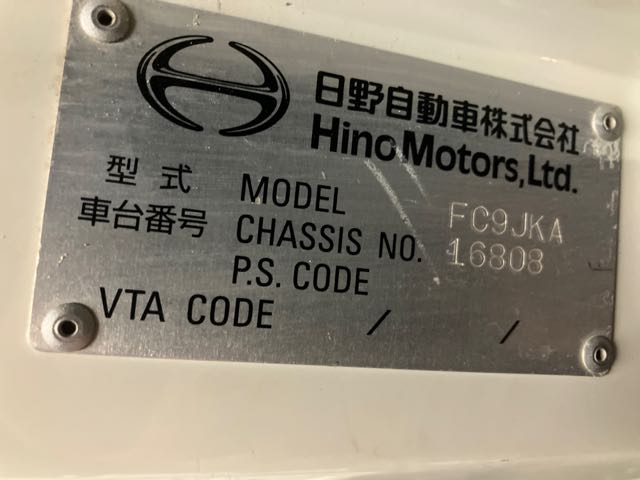 日野自動車株式会社
Hino Motors, Ltd.
型式 MODEL FC9JKA
車台番号 CHASSIS NO. 16808
P.S. CODE
VTA CODE / /